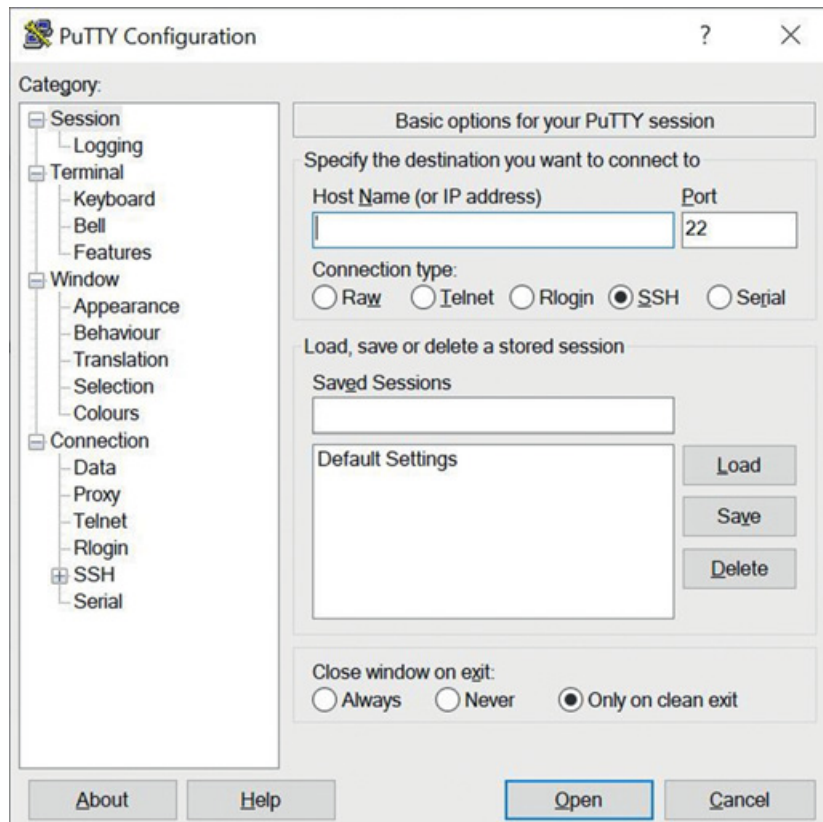 PuTTY Configuration
?
Category:
Session
Logging
Terminal
Keyboard
Bell
Features
Window
Appearance
Behaviour
Translation
Selection
Colours
Connection
Data
Proxy
Telnet
Rlogin
SSH
Serial
Basic options for your PuTTY session
Specify the destination you want to connect to
Host Name (or IP address) Port
22
Connection type:
Raw Telnet Rlogin SSH Serial
Load, save or delete a stored session
Saved Sessions
Default Settings
Load
Save
Delete
Close window on exit:
Always Never Only on clean exit
About Help Open Cancel